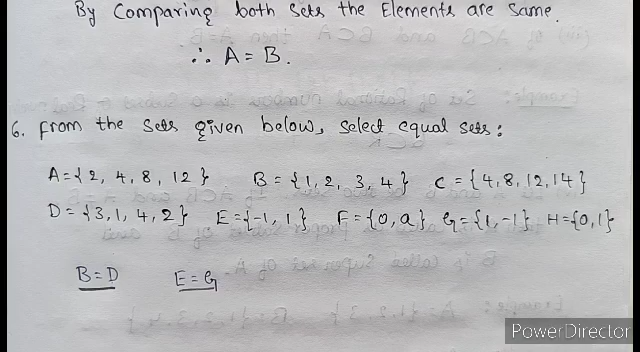 By Comparing both Sets the Elements are Same.
∴ A = B.
6. From the Sets given below, Select equal sets :
A = { 2, 4, 8, 12 } B = { 1, 2, 3, 4 } C = { 4, 8, 12, 14 }
D = { 3, 1, 4, 2 } E = { -1, 1 } F = { 0, a } G = { 1, -1 } H = { 0, 1 }
B = D E = G
PowerDirector